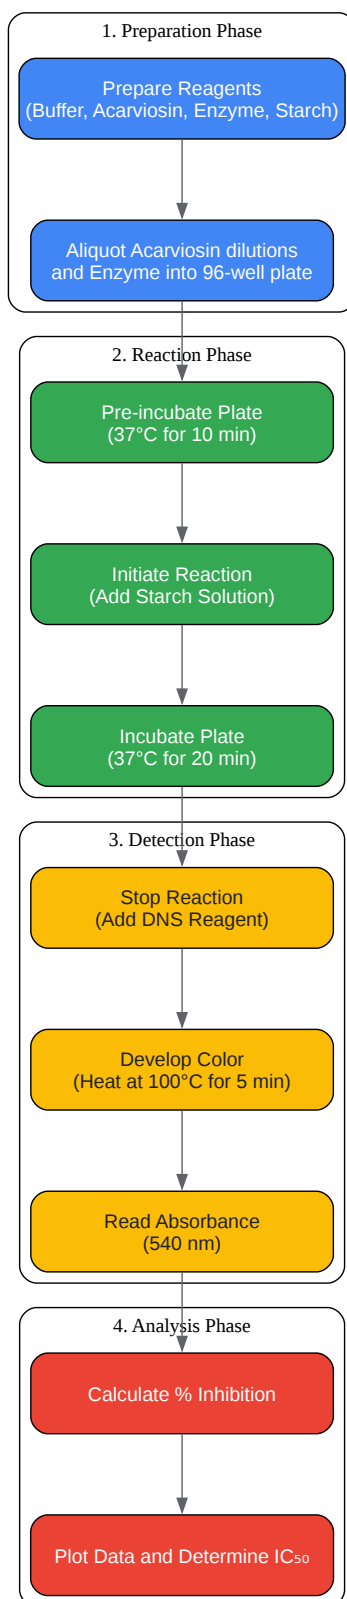 1. Preparation Phase
Prepare Reagents
(Buffer, Acarviosin, Enzyme, Starch)
Aliquot Acarviosin dilutions
and Enzyme into 96-well plate
2. Reaction Phase
Pre-incubate Plate
(37°C for 10 min)
Initiate Reaction
(Add Starch Solution)
Incubate Plate
(37°C for 20 min)
3. Detection Phase
Stop Reaction
(Add DNS Reagent)
Develop Color
(Heat at 100°C for 5 min)
Read Absorbance
(540 nm)
4. Analysis Phase
Calculate % Inhibition
Plot Data and Determine IC₅₀